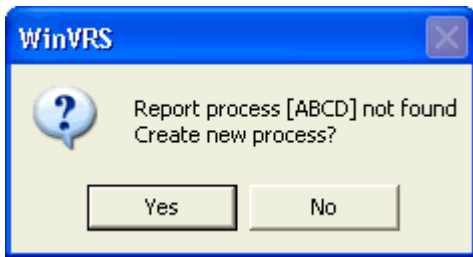 WinVRS
Report process [ABCD] not found
Create new process?
Yes
No